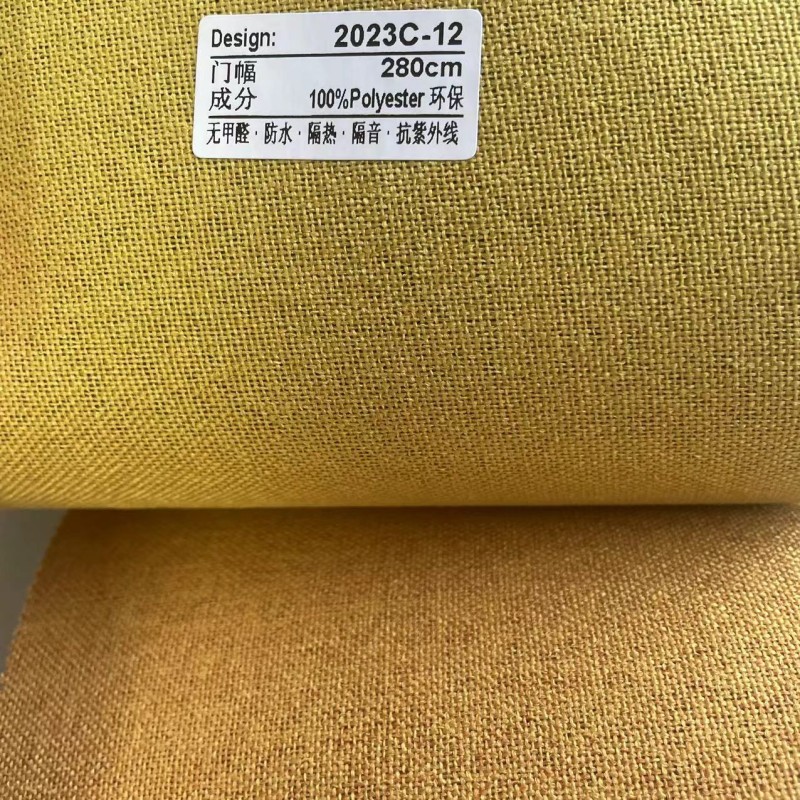 Design: 2023C-12
门幅 280cm
成分 100%Polyester 环保
无甲醛·防水·隔热·隔音·抗紫外线